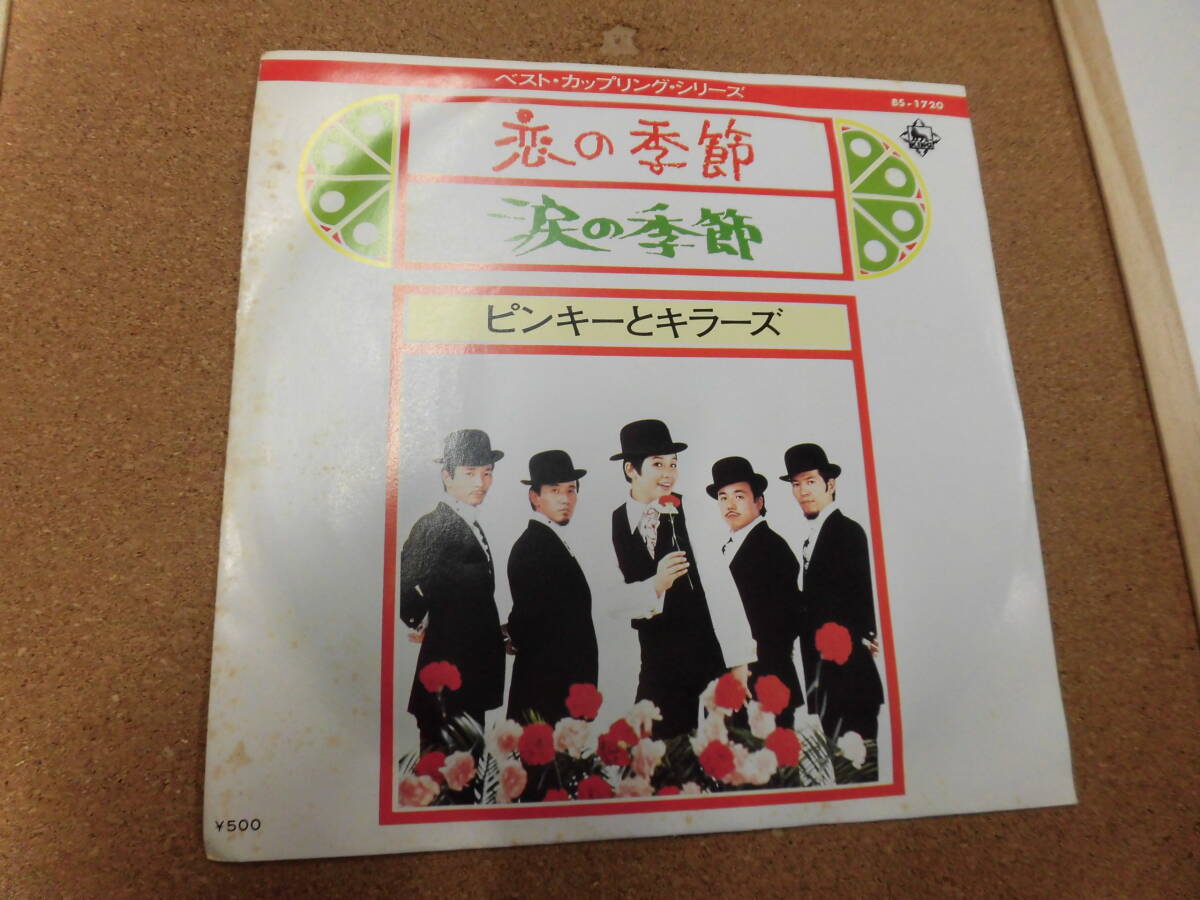 ベスト・カップリング・シリーズ
BS-1720
KING
恋の季節
涙の季節
ピンキーとキラーズ
¥500